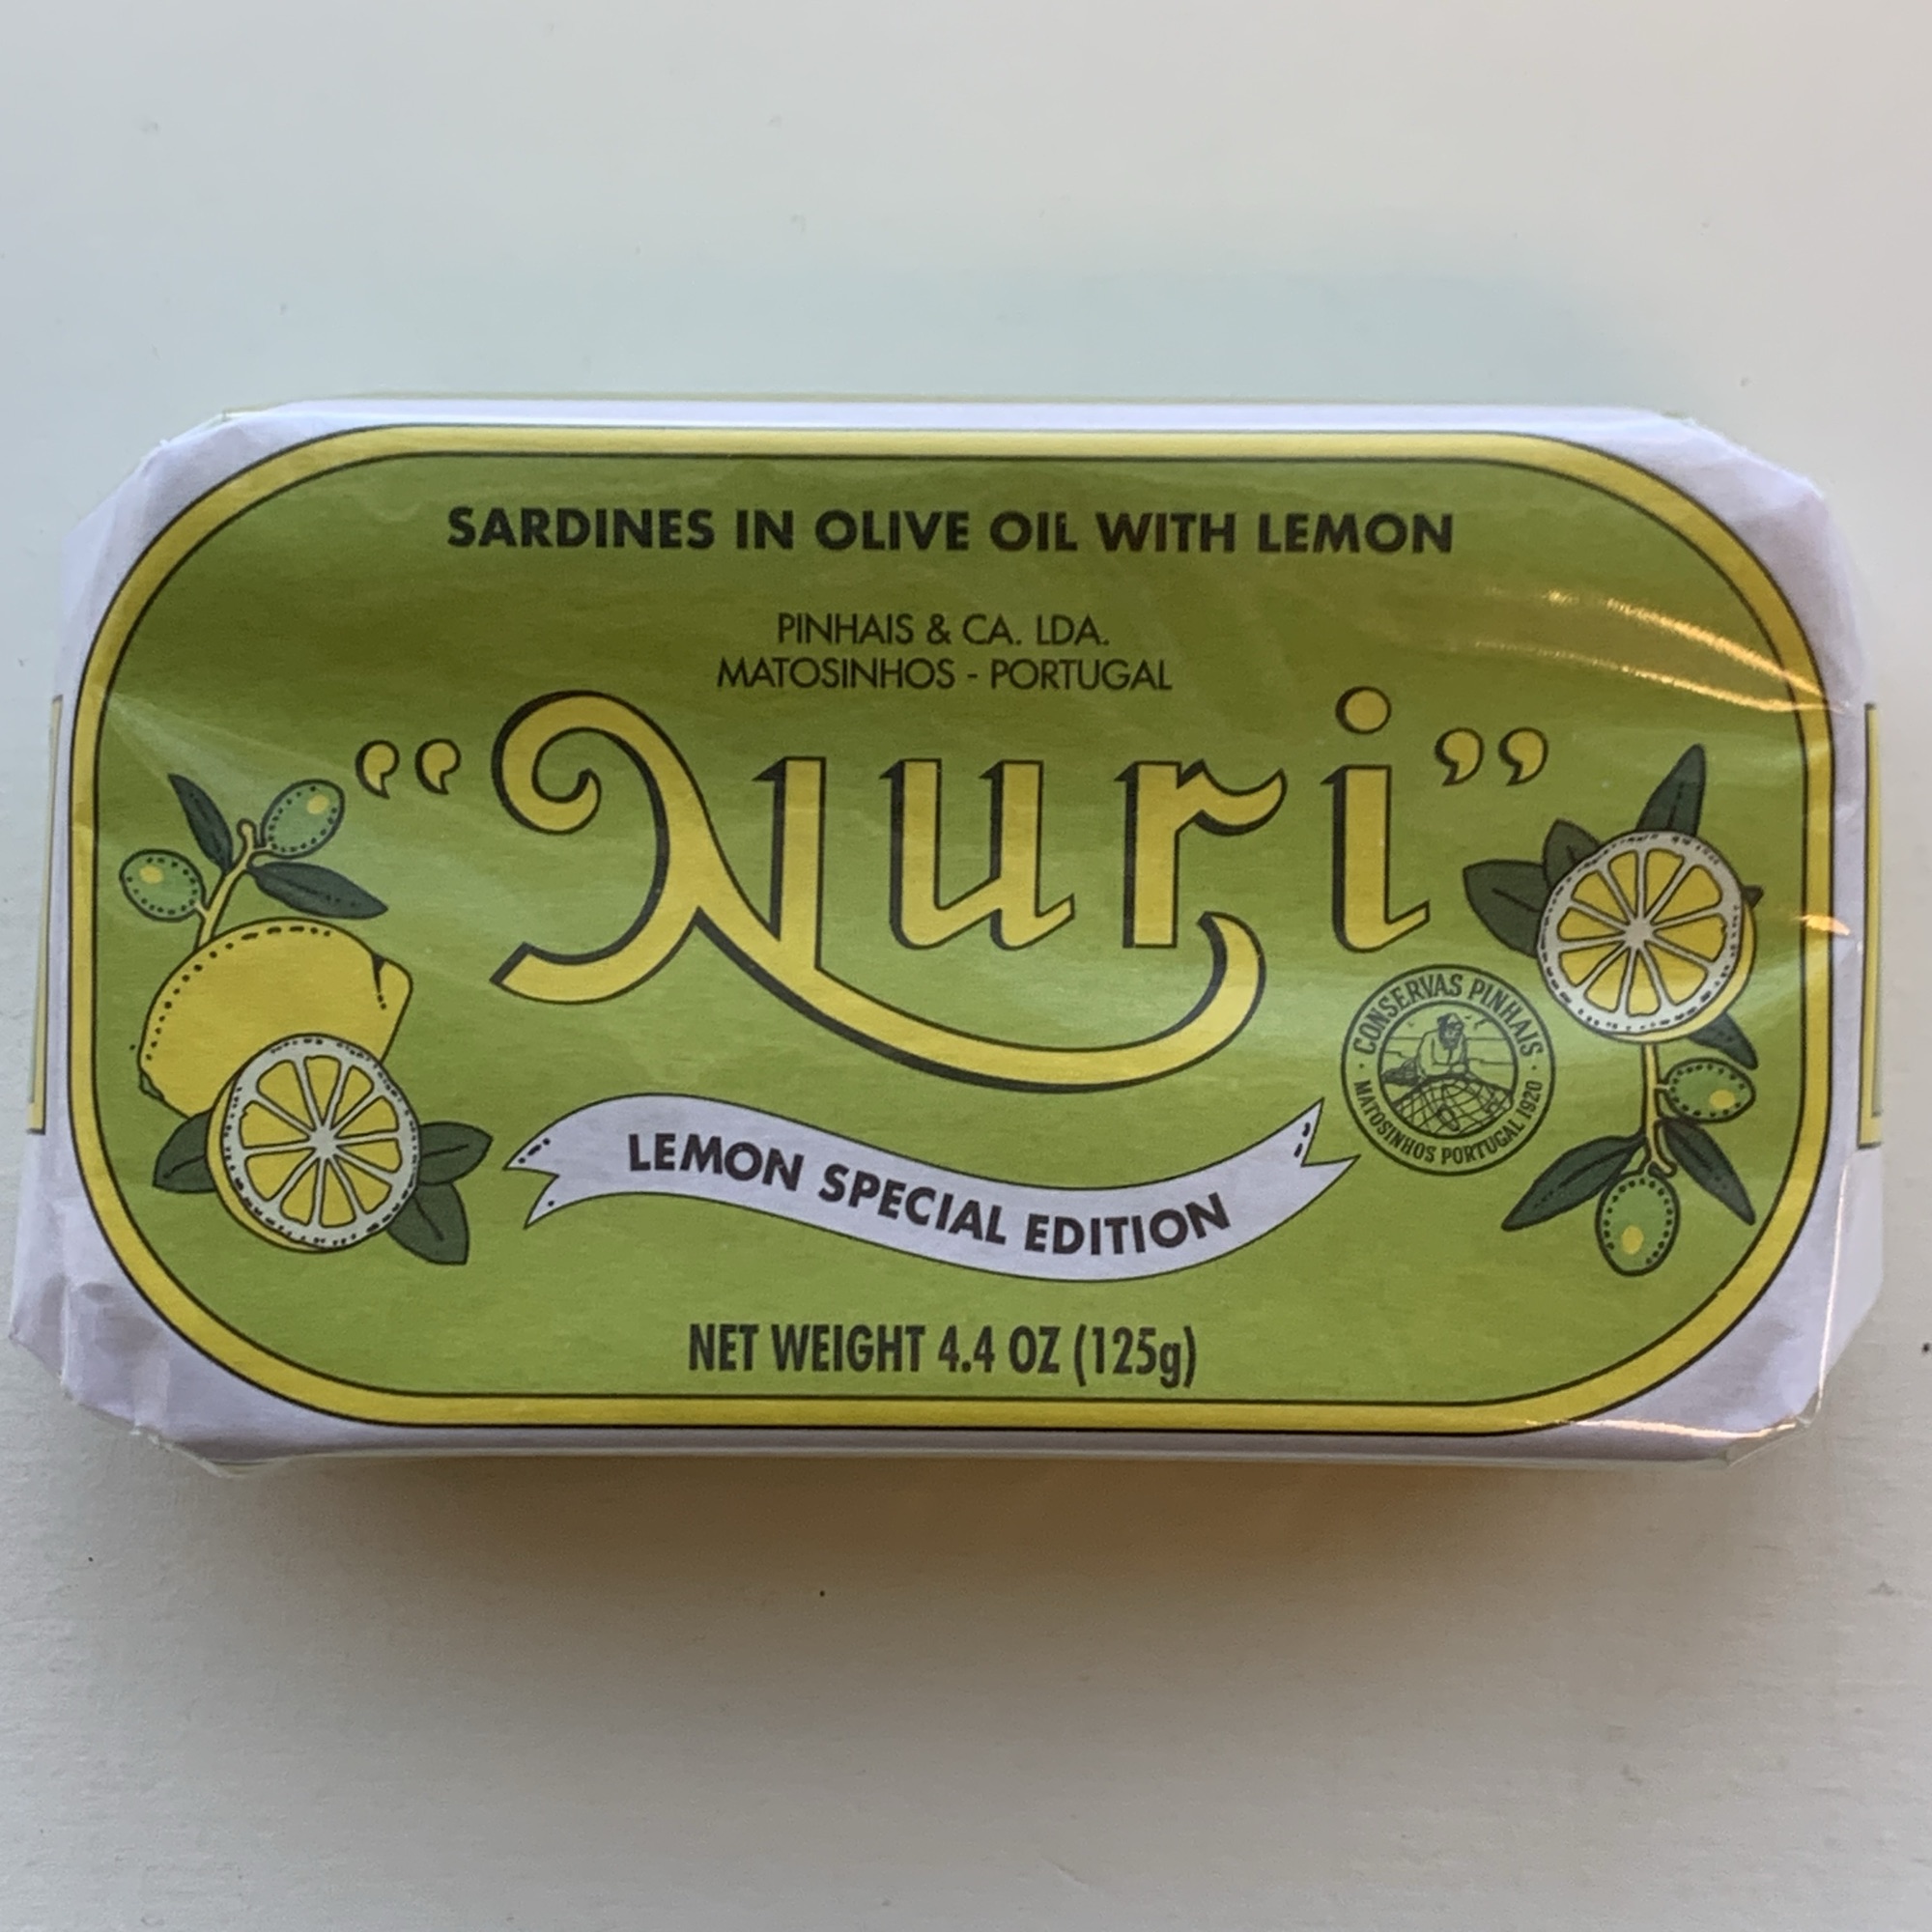 SARDINES IN OLIVE OIL WITH LEMON
PINHAIS & CA. LDA.
MATOSINHOS - PORTUGAL
“Nuri”
CONSERVAS PINHAIS
MATOSINHOS PORTUGAL 1920
LEMON SPECIAL EDITION
NET WEIGHT 4.4 OZ (125g)